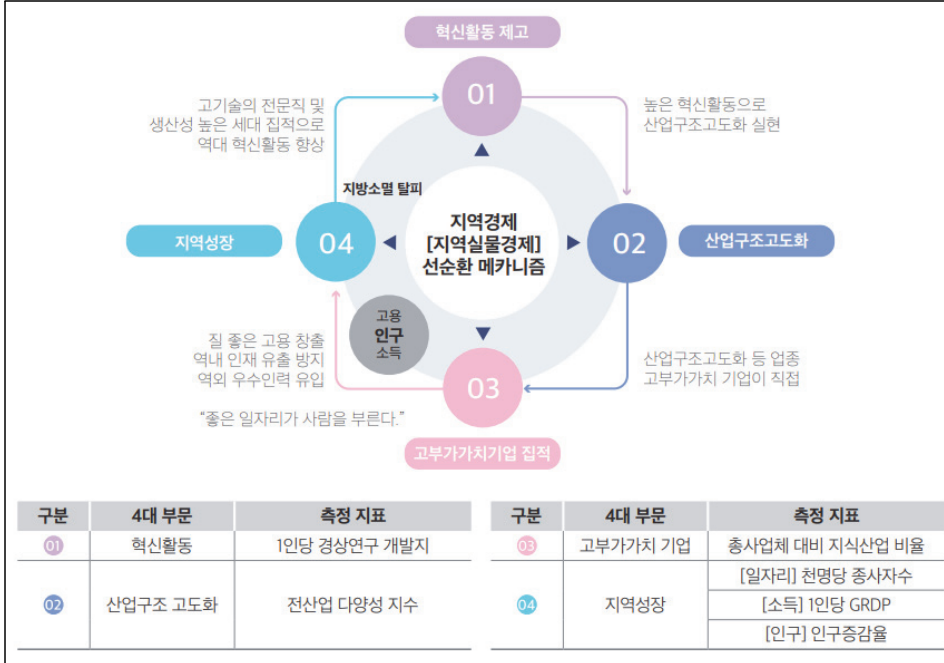 혁신활동 제고
01
고기술의 전문직 및
생산성 높은 세대 집적으로
역대 혁신활동 향상
높은 혁신활동으로
산업구조고도화 실현
지방소멸 탈피
지역성장
04
지역경제
[지역실물경제]
선순환 메카니즘
02
산업구조고도화
고용
인구
소득
질 좋은 고용 창출
역내 인재 유출 방지
역외 우수인력 유입
“좋은 일자리가 사람을 부른다.”
03
산업구조고도화 등 업종
고부가가치 기업이 직접
고부가가치기업 집적
구분 4대 부문 측정 지표
01 혁신활동 1인당 경상연구 개발지
02 산업구조 고도화 전산업 다양성 지수
구분 4대 부문 측정 지표
03 고부가가치 기업 총사업체 대비 지식산업 비율
04 지역성장 [일자리] 천명당 종사자수
[소득] 1인당 GRDP
[인구] 인구증감율